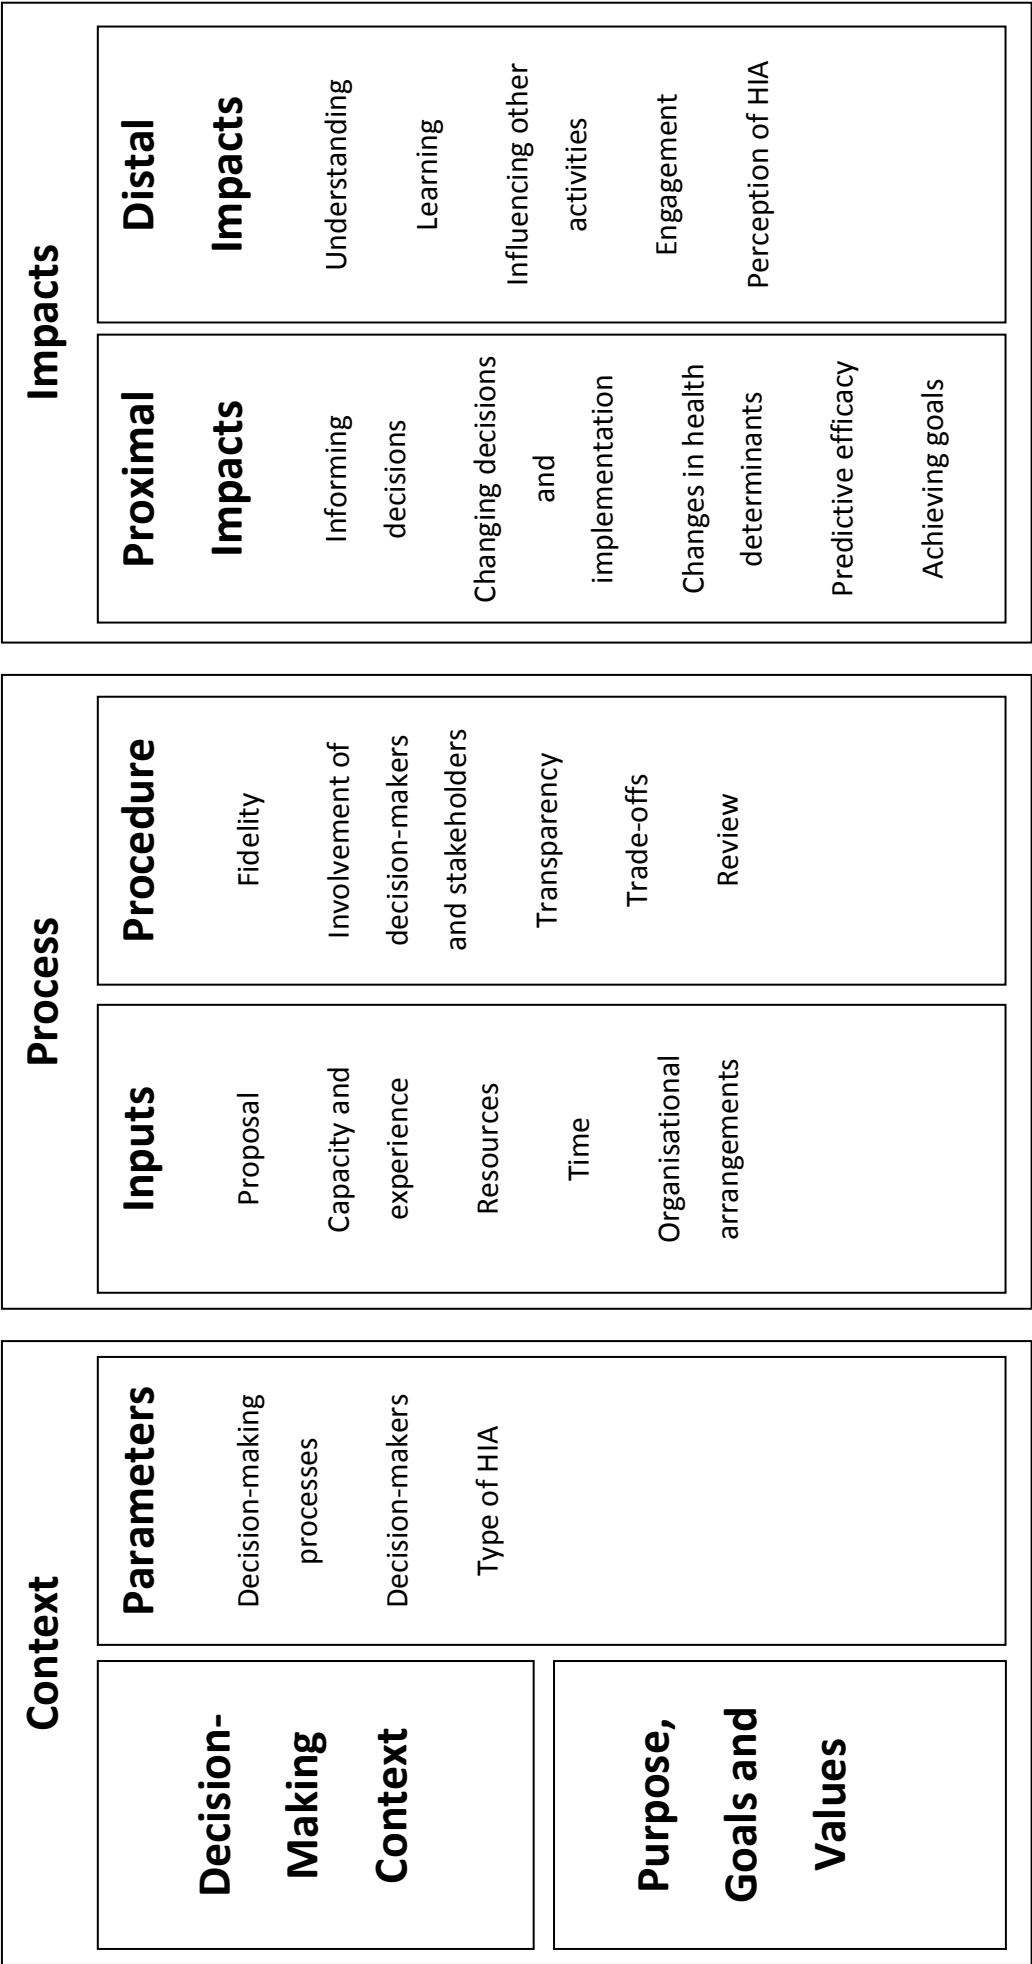 Context
Decision-
Making
Context
Purpose,
Goals and
Values
Parameters
Decision-making
processes
Decision-makers
Type of HIA
Process
Inputs
Proposal
Capacity and
experience
Resources
Time
Organisational
arrangements
Procedure
Fidelity
Involvement of
decision-makers
and stakeholders
Transparency
Trade-offs
Review
Impacts
Proximal
Impacts
Informing
decisions
Changing decisions
and
implementation
Changes in health
determinants
Predictive efficacy
Achieving goals
Distal
Impacts
Understanding
Learning
Influencing other
activities
Engagement
Perception of HIA